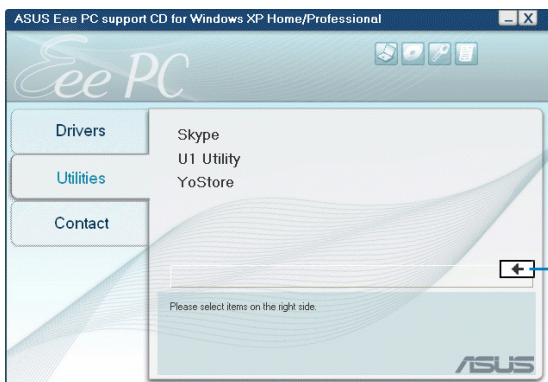 ASUS Eee PC support CD for Windows XP Home/Professional
Eee PC
Drivers
Utilities
Contact
Skype
U1 Utility
YoStore
Please select items on the right side.
ASUS